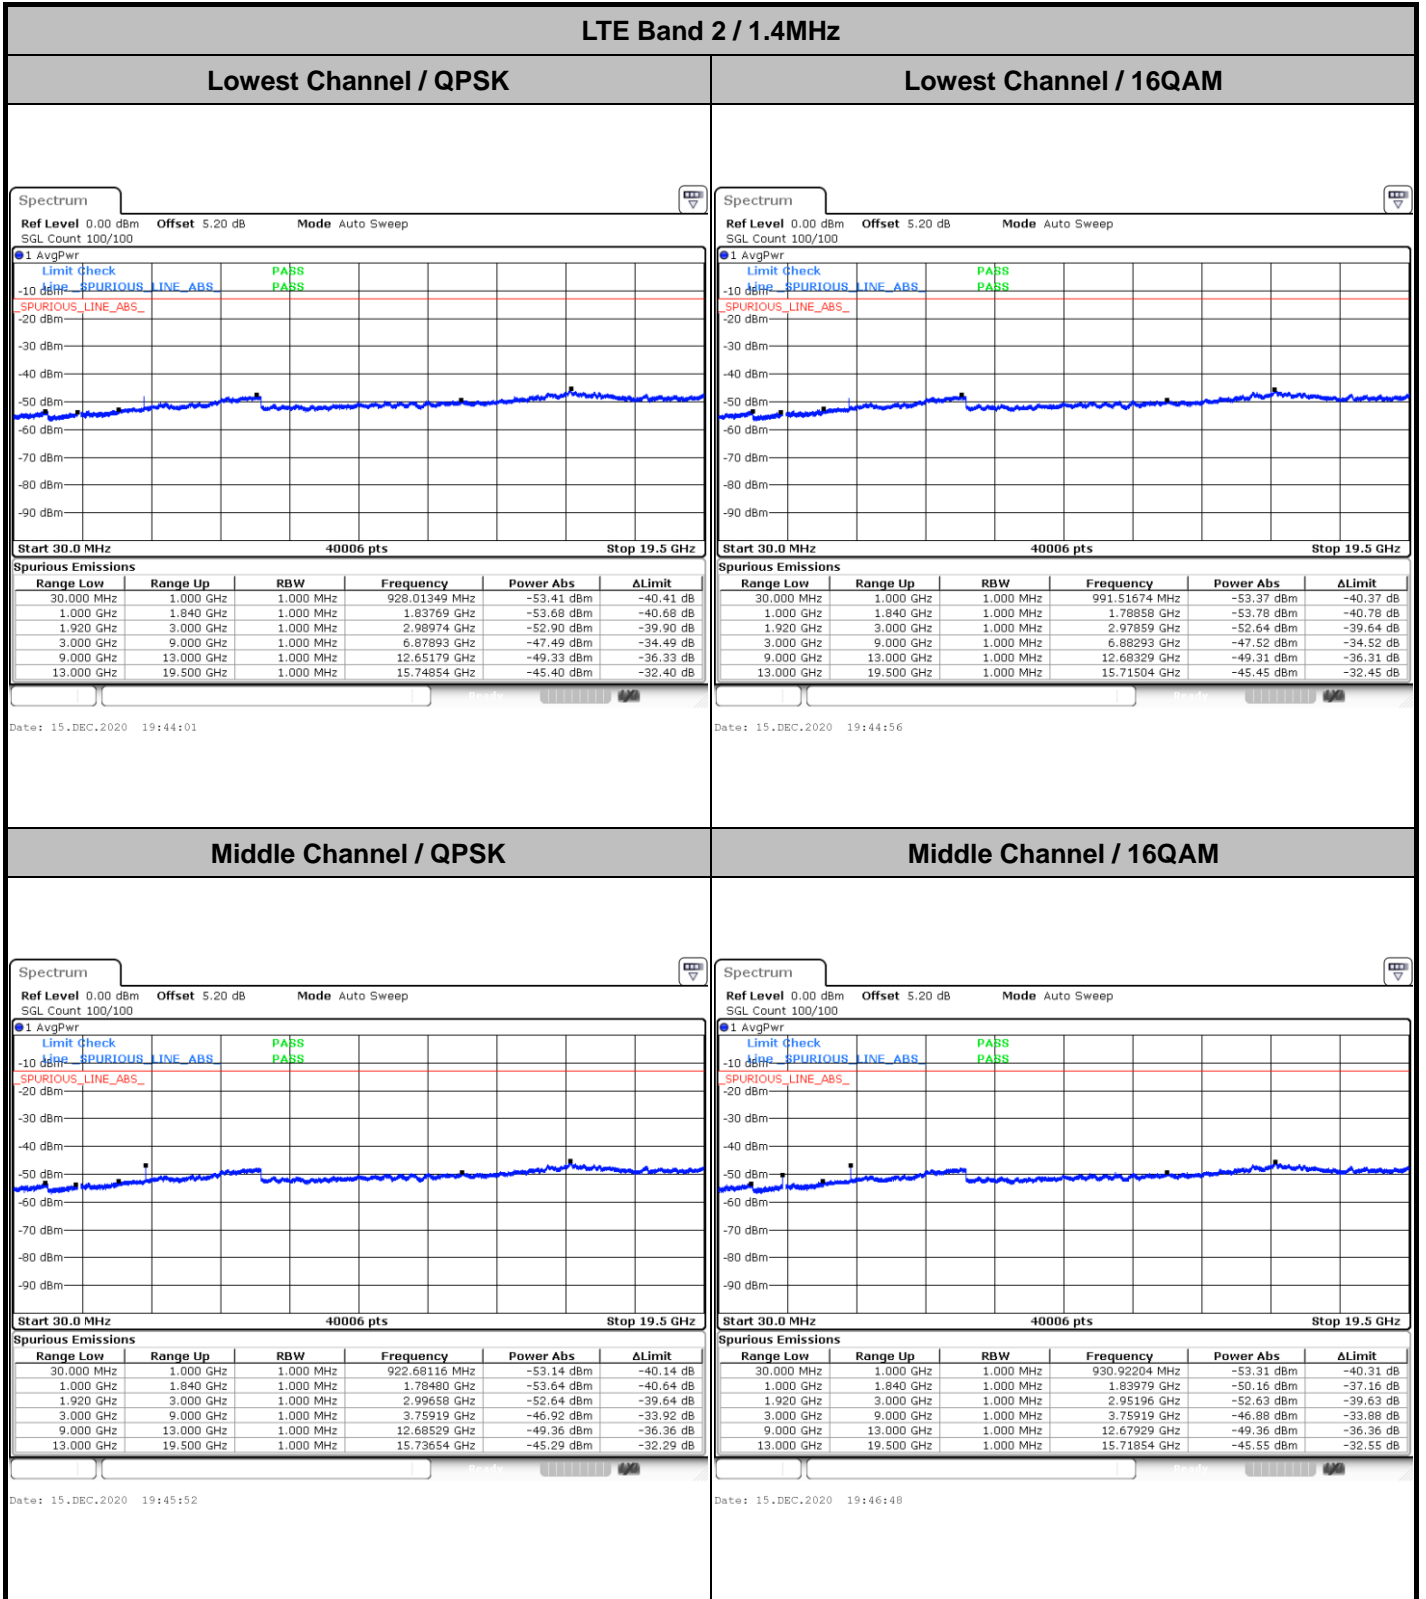 LTE Band 2 / 1.4MHz
Lowest Channel / QPSK
Lowest Channel / 16QAM
Spectrum
Ref Level 0.00 dBm Offset 5.20 dB Mode Auto Sweep
SGL Count 100/100
1 AvgPwr
Limit Check PASS
Line _SPURIOUS_LINE_ABS_ PASS
-10 dBm
_SPURIOUS_LINE_ABS_
-20 dBm
-30 dBm
-40 dBm
-50 dBm
-60 dBm
-70 dBm
-80 dBm
-90 dBm
Start 30.0 MHz 40006 pts Stop 19.5 GHz
Spurious Emissions
Range Low Range Up RBW Frequency Power Abs ΔLimit
30.000 MHz 1.000 GHz 1.000 MHz 928.01349 MHz -53.41 dBm -40.41 dB
1.000 GHz 1.840 GHz 1.000 MHz 1.83769 GHz -53.68 dBm -40.68 dB
1.920 GHz 3.000 GHz 1.000 MHz 2.98974 GHz -52.90 dBm -39.90 dB
3.000 GHz 9.000 GHz 1.000 MHz 6.87893 GHz -47.49 dBm -34.49 dB
9.000 GHz 13.000 GHz 1.000 MHz 12.65179 GHz -49.33 dBm -36.33 dB
13.000 GHz 19.500 GHz 1.000 MHz 15.74854 GHz -45.40 dBm -32.40 dB
Ready
Date: 15.DEC.2020 19:44:01
Spectrum
Ref Level 0.00 dBm Offset 5.20 dB Mode Auto Sweep
SGL Count 100/100
1 AvgPwr
Limit Check PASS
Line _SPURIOUS_LINE_ABS_ PASS
-10 dBm
_SPURIOUS_LINE_ABS_
-20 dBm
-30 dBm
-40 dBm
-50 dBm
-60 dBm
-70 dBm
-80 dBm
-90 dBm
Start 30.0 MHz 40006 pts Stop 19.5 GHz
Spurious Emissions
Range Low Range Up RBW Frequency Power Abs ΔLimit
30.000 MHz 1.000 GHz 1.000 MHz 991.51674 MHz -53.37 dBm -40.37 dB
1.000 GHz 1.840 GHz 1.000 MHz 1.78858 GHz -53.78 dBm -40.78 dB
1.920 GHz 3.000 GHz 1.000 MHz 2.97859 GHz -52.64 dBm -39.64 dB
3.000 GHz 9.000 GHz 1.000 MHz 6.88293 GHz -47.52 dBm -34.52 dB
9.000 GHz 13.000 GHz 1.000 MHz 12.68329 GHz -49.31 dBm -36.31 dB
13.000 GHz 19.500 GHz 1.000 MHz 15.71504 GHz -45.45 dBm -32.45 dB
Ready
Date: 15.DEC.2020 19:44:56
Middle Channel / QPSK
Middle Channel / 16QAM
Spectrum
Ref Level 0.00 dBm Offset 5.20 dB Mode Auto Sweep
SGL Count 100/100
1 AvgPwr
Limit Check PASS
Line _SPURIOUS_LINE_ABS_ PASS
-10 dBm
_SPURIOUS_LINE_ABS_
-20 dBm
-30 dBm
-40 dBm
-50 dBm
-60 dBm
-70 dBm
-80 dBm
-90 dBm
Start 30.0 MHz 40006 pts Stop 19.5 GHz
Spurious Emissions
Range Low Range Up RBW Frequency Power Abs ΔLimit
30.000 MHz 1.000 GHz 1.000 MHz 922.68116 MHz -53.14 dBm -40.14 dB
1.000 GHz 1.840 GHz 1.000 MHz 1.78480 GHz -53.64 dBm -40.64 dB
1.920 GHz 3.000 GHz 1.000 MHz 2.99658 GHz -52.64 dBm -39.64 dB
3.000 GHz 9.000 GHz 1.000 MHz 3.75919 GHz -46.92 dBm -33.92 dB
9.000 GHz 13.000 GHz 1.000 MHz 12.68529 GHz -49.36 dBm -36.36 dB
13.000 GHz 19.500 GHz 1.000 MHz 15.73654 GHz -45.29 dBm -32.29 dB
Ready
Date: 15.DEC.2020 19:45:52
Spectrum
Ref Level 0.00 dBm Offset 5.20 dB Mode Auto Sweep
SGL Count 100/100
1 AvgPwr
Limit Check PASS
Line _SPURIOUS_LINE_ABS_ PASS
-10 dBm
_SPURIOUS_LINE_ABS_
-20 dBm
-30 dBm
-40 dBm
-50 dBm
-60 dBm
-70 dBm
-80 dBm
-90 dBm
Start 30.0 MHz 40006 pts Stop 19.5 GHz
Spurious Emissions
Range Low Range Up RBW Frequency Power Abs ΔLimit
30.000 MHz 1.000 GHz 1.000 MHz 930.92204 MHz -53.31 dBm -40.31 dB
1.000 GHz 1.840 GHz 1.000 MHz 1.83979 GHz -50.16 dBm -37.16 dB
1.920 GHz 3.000 GHz 1.000 MHz 2.95196 GHz -52.63 dBm -39.63 dB
3.000 GHz 9.000 GHz 1.000 MHz 3.75919 GHz -46.88 dBm -33.88 dB
9.000 GHz 13.000 GHz 1.000 MHz 12.67929 GHz -49.36 dBm -36.36 dB
13.000 GHz 19.500 GHz 1.000 MHz 15.71854 GHz -45.55 dBm -32.55 dB
Ready
Date: 15.DEC.2020 19:46:48